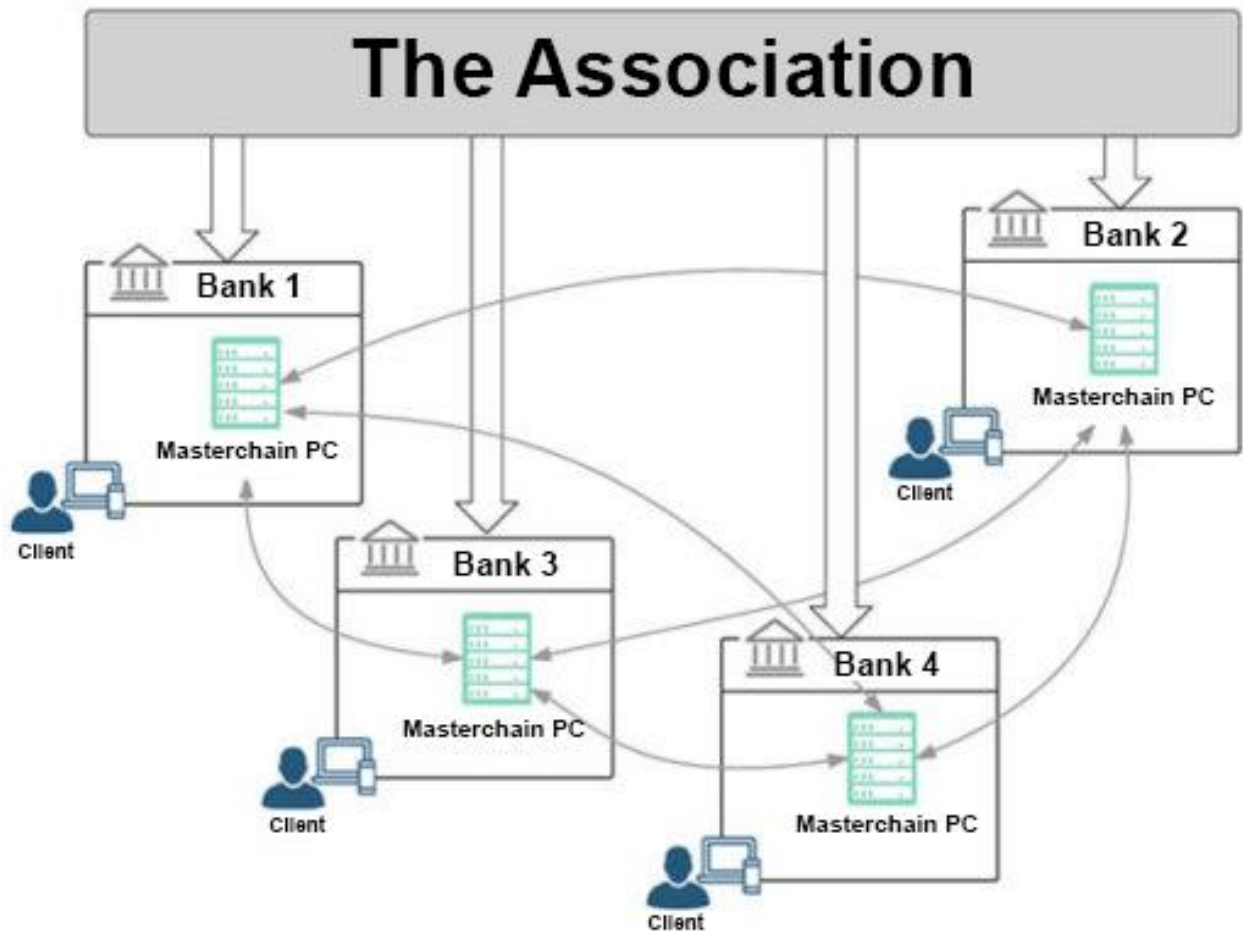 The Association
Bank 2
Masterchain PC
Client
Bank 1
Masterchain PC
Client
Bank 3
Masterchain PC
Client
Bank 4
Masterchain PC
Client